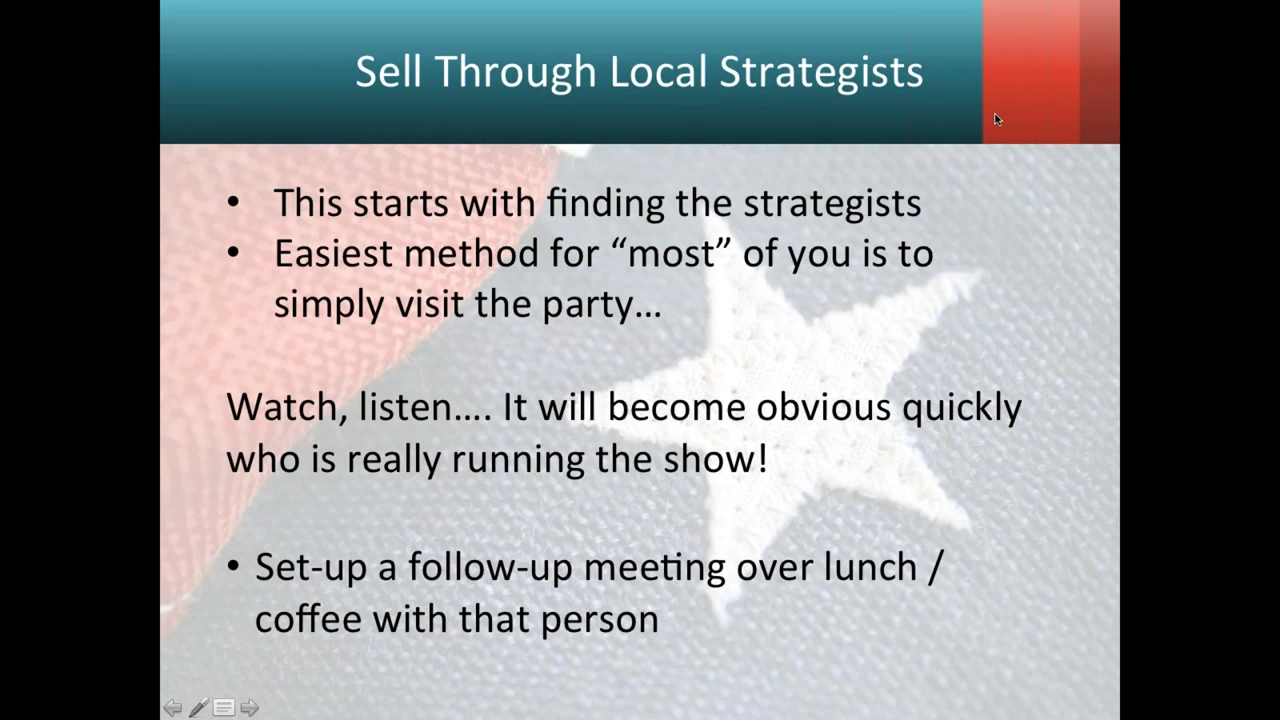 Sell Through Local Strategists
• This starts with finding the strategists
• Easiest method for “most” of you is to
simply visit the party…
Watch, listen…. It will become obvious quickly
who is really running the show!
• Set-up a follow-up meeting over lunch /
coffee with that person